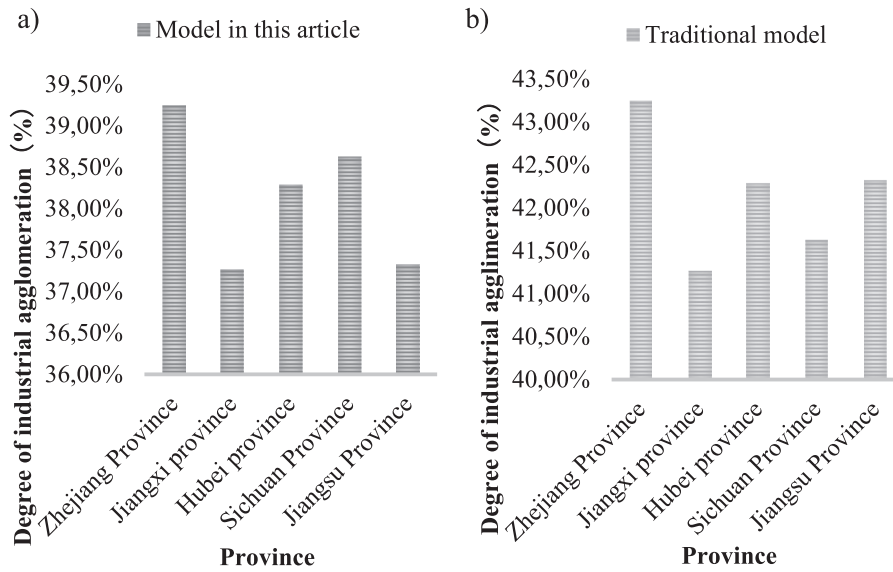 a)
Model in this article
Degree of industrial agglomeration (%)
39,50%
39,00%
38,50%
38,00%
37,50%
37,00%
36,50%
36,00%
Zhejiang Province
Jiangxi province
Hubei province
Sichuan Province
Jiangsu Province
Province
b)
Traditional model
Degree of industrial agglimeration (%)
43,50%
43,00%
42,50%
42,00%
41,50%
41,00%
40,50%
40,00%
Zhejiang Province
Jiangxi province
Hubei province
Sichuan Province
Jiangsu Province
Province